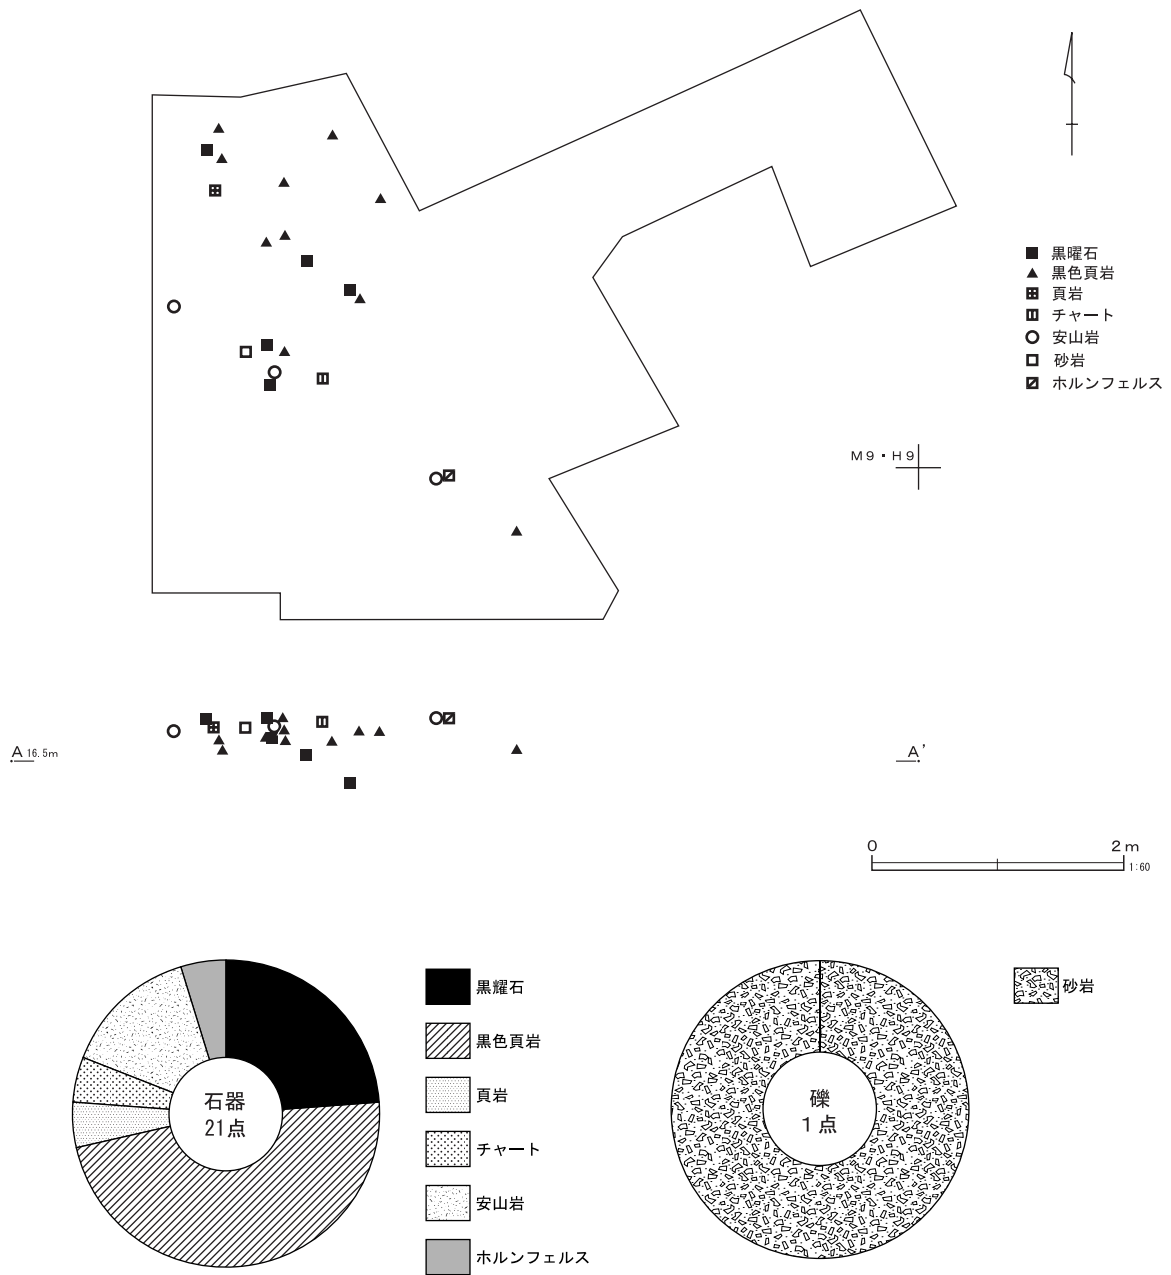 黒曜石
黒色頁岩
頁岩
チャート
安山岩
砂岩
ホルンフェルス
M9・H9
A 16.5m
A'
0 2m
1:60
石器
21点
黒耀石
黒色頁岩
頁岩
チャート
安山岩
ホルンフェルス
礫
1点
砂岩